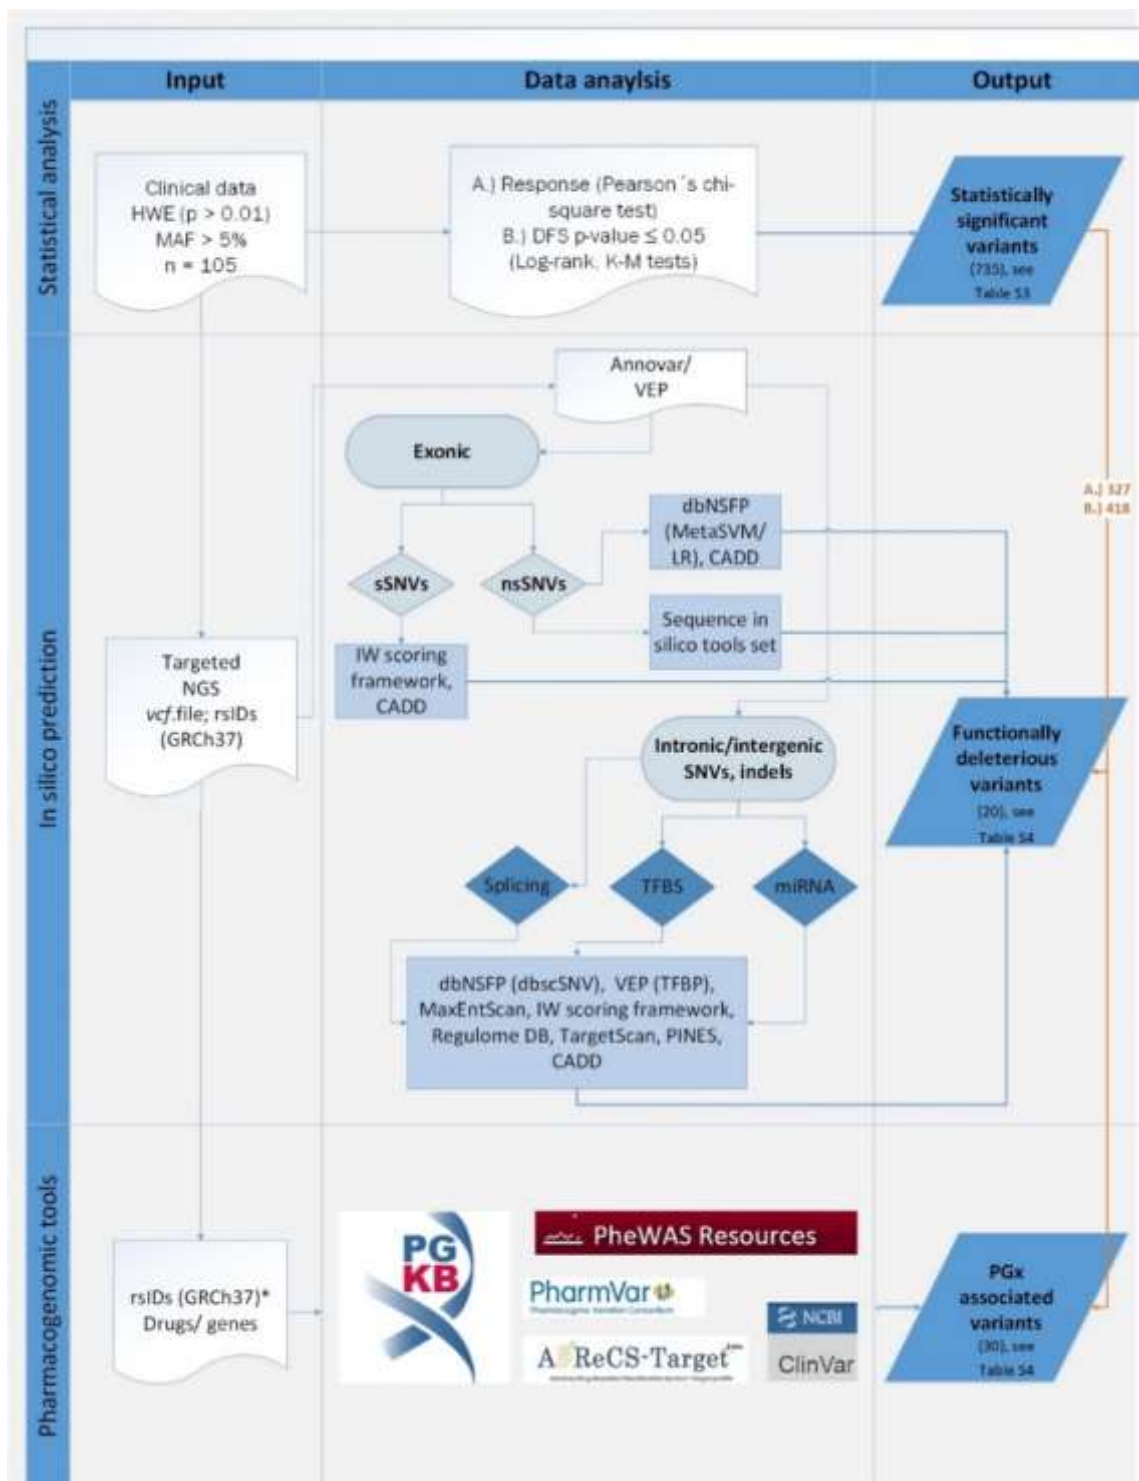 Input
Data anaylsis
Output
Statistical analysis
Clinical data
HWE (p > 0.01)
MAF > 5%
n = 105
A.) Response (Pearson´s chi-
square test)
B.) DFS p-value ≤ 0.05
(Log-rank, K-M tests)
Statistically
significant
variants
(735), see
Table S3
A.) 327
B.) 418
In silico prediction
Annovar/
VEP
Exonic
sSNVs
nsSNVs
dbNSFP
(MetaSVM/
LR), CADD
Sequence in
silico tools set
IW scoring
framework,
CADD
Targeted
NGS
vcf.file; rsIDs
(GRCh37)
Intronic/intergenic
SNVs, indels
Functionally
deleterious
variants
(20), see
Table S4
Splicing
TFBS
miRNA
dbNSFP (dbscSNV), VEP (TFBP),
MaxEntScan, IW scoring framework,
Regulome DB, TargetScan, PINES,
CADD
Pharmacogenomic tools
rsIDs (GRCh37)*
Drugs/ genes
PG
KB
PheWAS Resources
PharmVar
Pharmacogene Variation Consortium
A ReCS-Target
NCBI
ClinVar
PGx
associated
variants
(30), see
Table S4